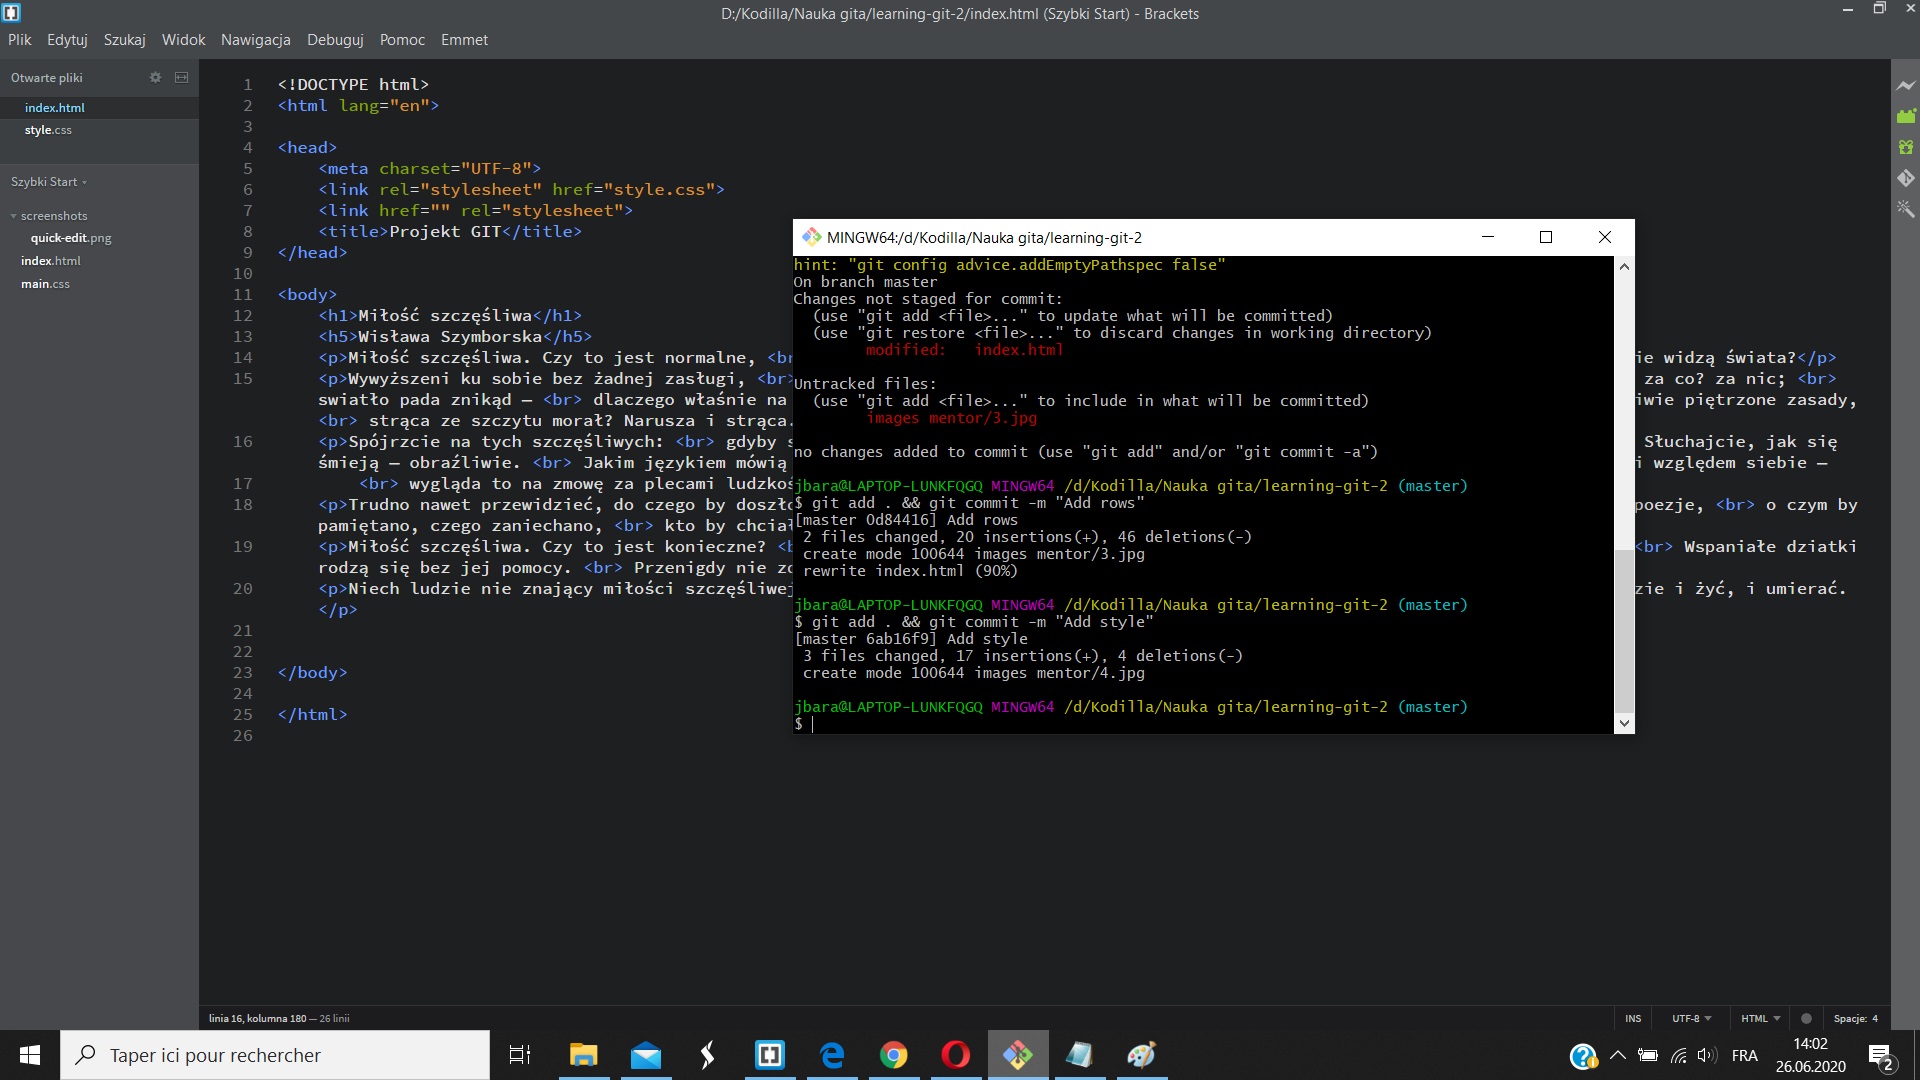 D:/Kodilla/Nauka gita/learning-git-2/index.html (Szybki Start) - Brackets
Plik Edytuj Szukaj Widok Nawigacja Debuguj Pomoc Emmet
Otwarte pliki
index.html
style.css
Szybki Start
screenshots
quick-edit.png
index.html
main.css
1 <!DOCTYPE html>
2 <html lang="en">
3
4 <head>
5 <meta charset="UTF-8">
6 <link rel="stylesheet" href="style.css">
7 <link href="" rel="stylesheet">
8 <title>Projekt GIT</title>
9 </head>
10
11 <body>
12 <h1>Miłość szczęśliwa</h1>
13 <h5>Wisława Szymborska</h5>
14 <p>Miłość szczęśliwa. Czy to jest normalne, <br ie widzą świata?</p>
15 <p>Wywyższeni ku sobie bez żadnej zasługi, <br> za co? za nic; <br>
swiatło pada znikąd — <br> dlaczego właśnie na iwie piętrzone zasady,
<br> strąca ze szczytu morał? Narusza i strąca.
16 <p>Spójrzcie na tych szczęśliwych: <br> gdyby s Słuchajcie, jak się
śmieją — obraźliwie. <br> Jakim językiem mówią i względem siebie —
17 <br> wygląda to na zmowę za plecami ludzkoś
18 <p>Trudno nawet przewidzieć, do czego by doszło poezje, <br> o czym by
pamiętano, czego zaniechano, <br> kto by chciał
19 <p>Miłość szczęśliwa. Czy to jest konieczne? <b <br> Wspaniałe dziatki
rodzą się bez jej pomocy. <br> Przenigdy nie zd
20 <p>Niech ludzie nie znający miłości szczęśliwej zie i żyć, i umierać.
</p>
21
22
23 </body>
24
25 </html>
26
MINGW64:/d/Kodilla/Nauka gita/learning-git-2
hint: "git config advice.addEmptyPathspec false"
On branch master
Changes not staged for commit:
(use "git add <file>..." to update what will be committed)
(use "git restore <file>..." to discard changes in working directory)
modified: index.html
Untracked files:
(use "git add <file>..." to include in what will be committed)
images mentor/3.jpg
no changes added to commit (use "git add" and/or "git commit -a")
jbara@LAPTOP-LUNKFQGQ MINGW64 /d/Kodilla/Nauka gita/learning-git-2 (master)
$ git add . && git commit -m "Add rows"
[master 0d84416] Add rows
2 files changed, 20 insertions(+), 46 deletions(-)
create mode 100644 images mentor/3.jpg
rewrite index.html (90%)
jbara@LAPTOP-LUNKFQGQ MINGW64 /d/Kodilla/Nauka gita/learning-git-2 (master)
$ git add . && git commit -m "Add style"
[master 6ab16f9] Add style
3 files changed, 17 insertions(+), 4 deletions(-)
create mode 100644 images mentor/4.jpg
jbara@LAPTOP-LUNKFQGQ MINGW64 /d/Kodilla/Nauka gita/learning-git-2 (master)
$
linia 16, kolumna 180 — 26 linii
INS UTF-8 HTML Spacje: 4
Taper ici pour rechercher
FRA
14:02
26.06.2020
2